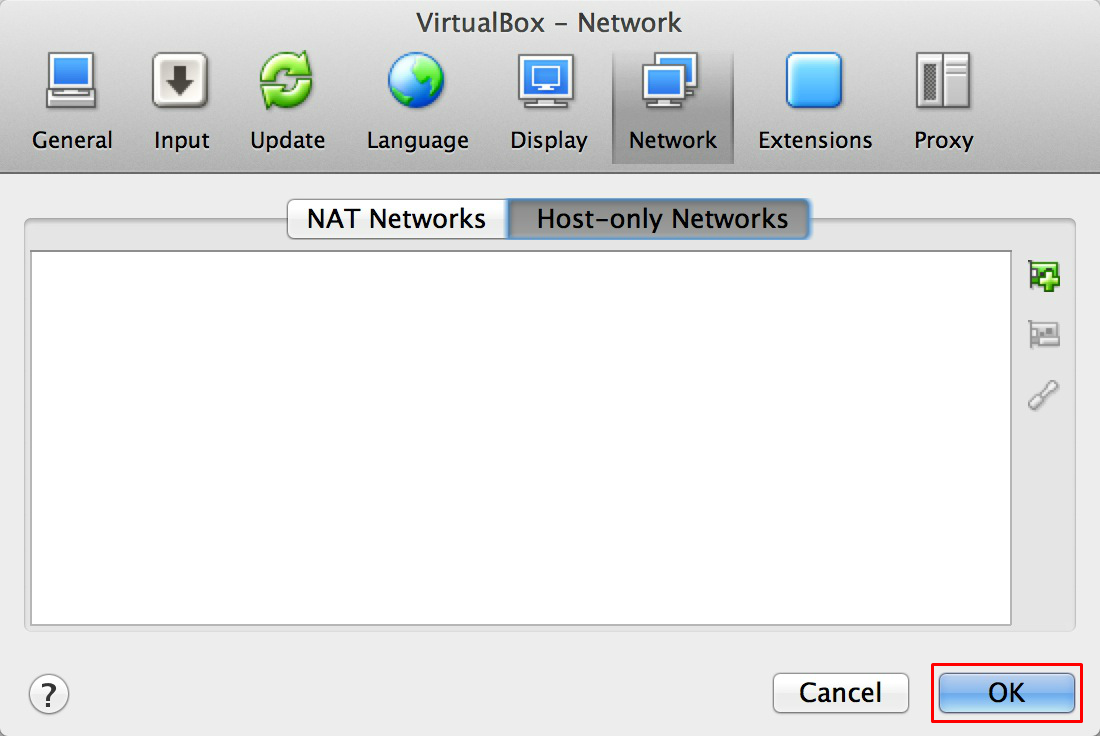 VirtualBox – Network
General Input Update Language Display Network Extensions Proxy
NAT Networks Host-only Networks
? Cancel OK